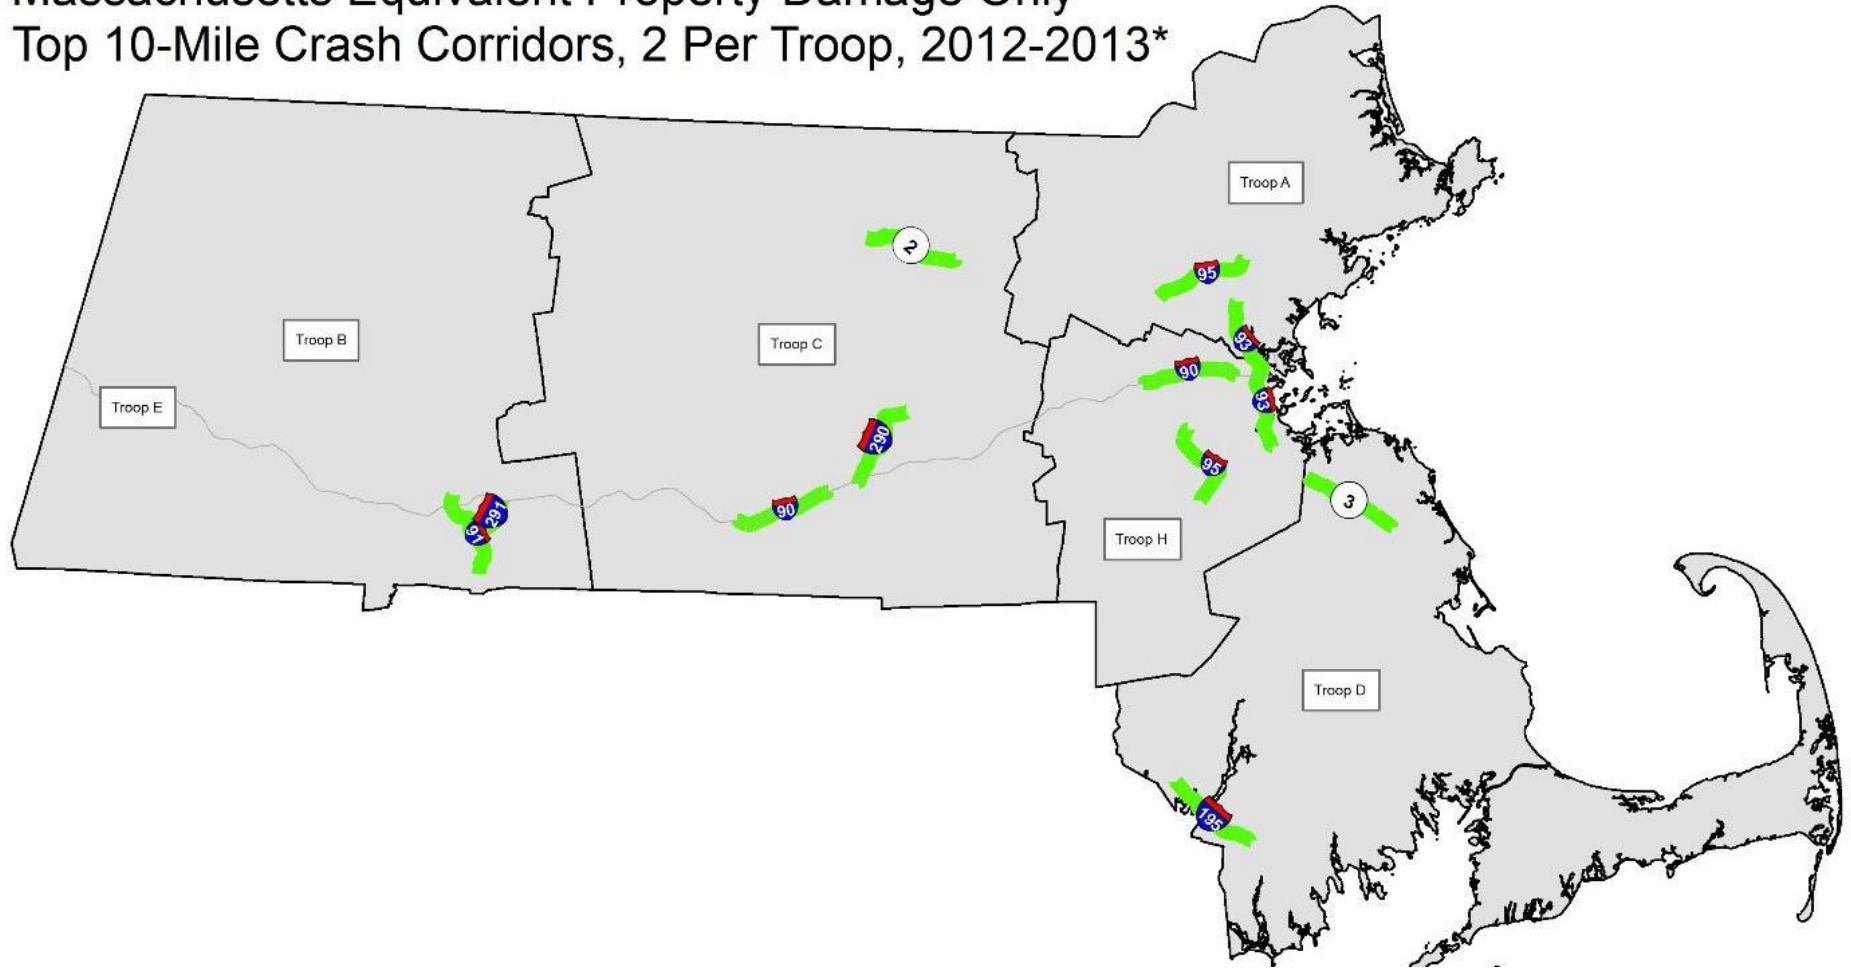 Massachusetts Equivalent Property Damage Only
Top 10-Mile Crash Corridors, 2 Per Troop, 2012-2013*
Troop A
2
95
Troop B
Troop C
93
90
Troop E
93
290
95
3
90
291
91
Troop H
Troop D
195